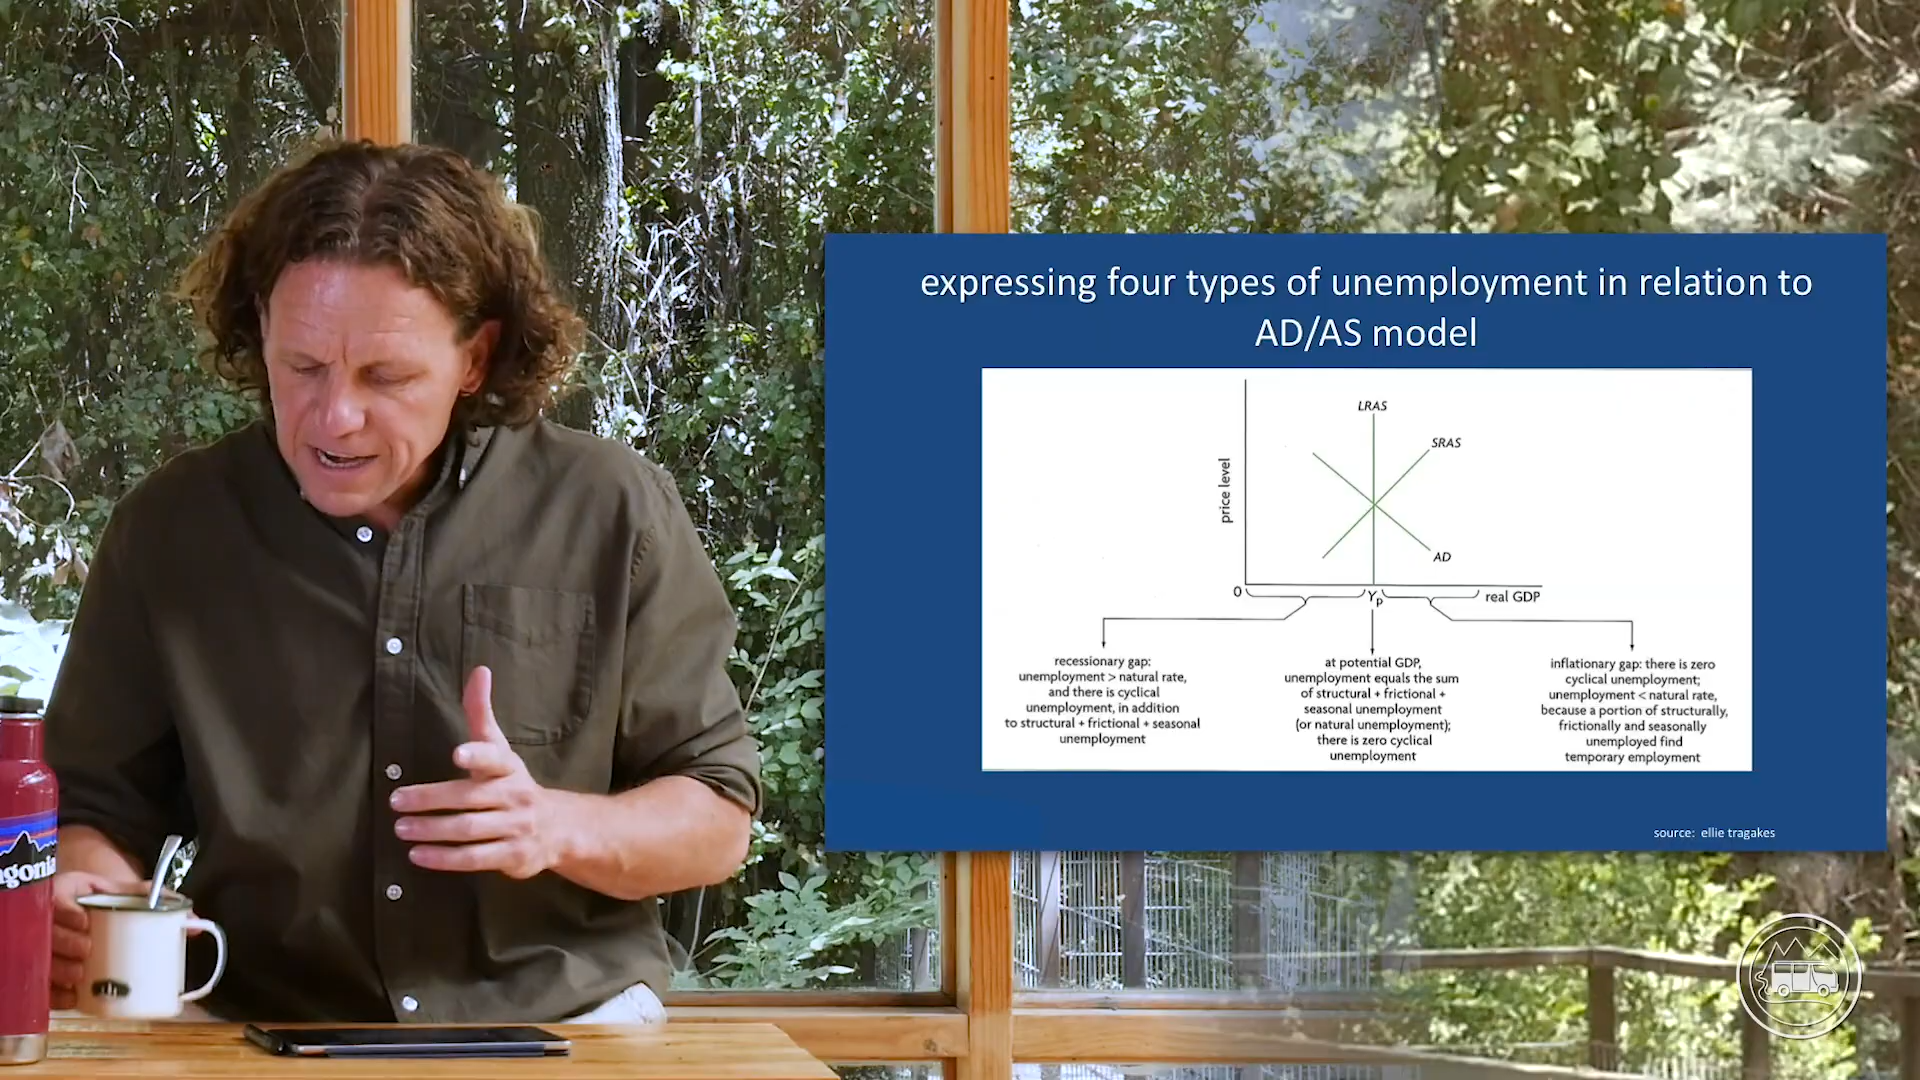 expressing four types of unemployment in relation to
AD/AS model
LRAS
SRAS
price level
AD
0
Yp
real GDP
recessionary gap:
unemployment > natural rate,
and there is cyclical
unemployment, in addition
to structural + frictional + seasonal
unemployment
at potential GDP,
unemployment equals the sum
of structural + frictional +
seasonal unemployment
(or natural unemployment);
there is zero cyclical
unemployment
inflationary gap: there is zero
cyclical unemployment;
unemployment < natural rate,
because a portion of structurally,
frictionally and seasonally
unemployed find
temporary employment
source: ellie tragakes
agonia